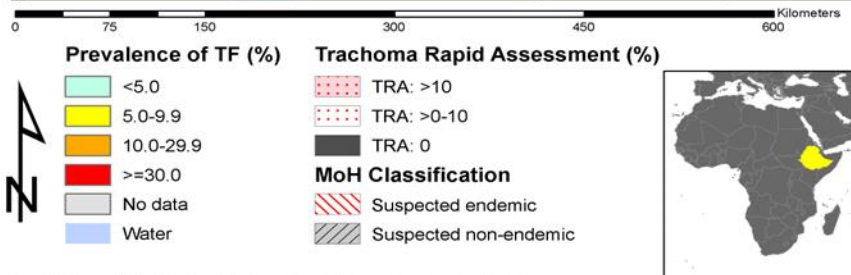 0 75 150 300 450 600 Kilometers
Prevalence of TF (%)
<5.0
5.0-9.9
10.0-29.9
>=30.0
No data
Water
Trachoma Rapid Assessment (%)
TRA: >10
TRA: >0-10
TRA: 0
MoH Classification
Suspected endemic
Suspected non-endemic
N